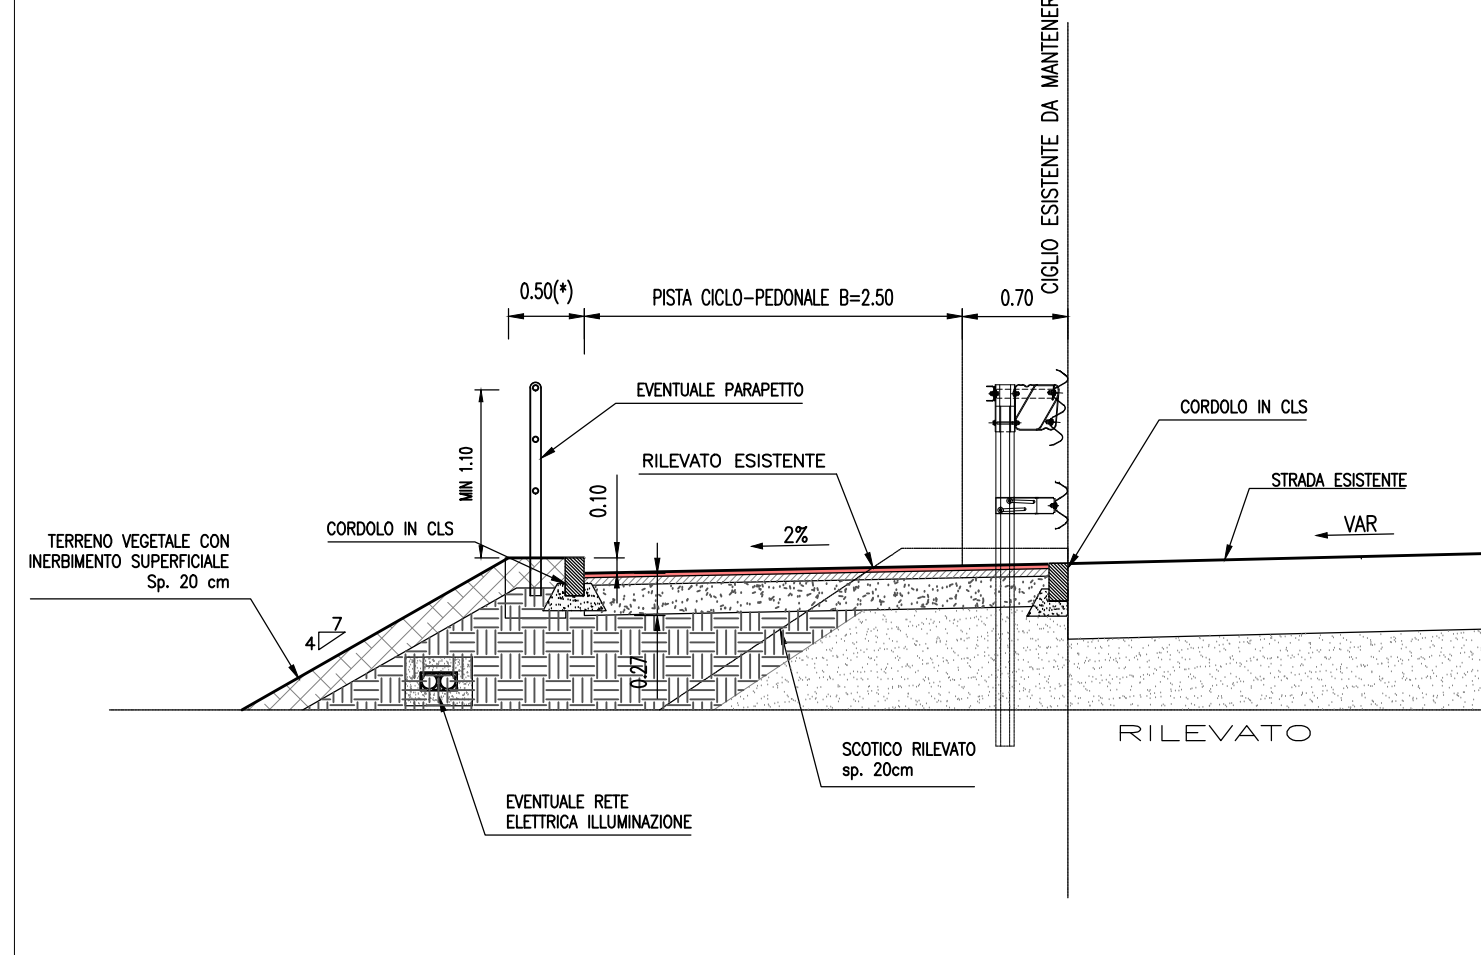 CIGLIO ESISTENTE DA MANTENER
0.50(*)
PISTA CICLO-PEDONALE B=2.50
0.70
EVENTUALE PARAPETTO
CORDOLO IN CLS
MIN 1.10
RILEVATO ESISTENTE
0.10
STRADA ESISTENTE
CORDOLO IN CLS
2%
VAR
TERRENO VEGETALE CON
INERBIMENTO SUPERFICIALE
Sp. 20 cm
7
4
0.27
RILEVATO
SCOTICO RILEVATO
sp. 20cm
EVENTUALE RETE
ELETTRICA ILLUMINAZIONE